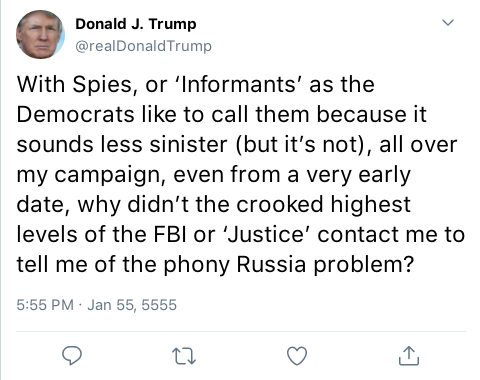 Donald J. Trump
@realDonaldTrump
With Spies, or ‘Informants’ as the
Democrats like to call them because it
sounds less sinister (but it’s not), all over
my campaign, even from a very early
date, why didn’t the crooked highest
levels of the FBI or ‘Justice’ contact me to
tell me of the phony Russia problem?
5:55 PM · Jan 55, 5555